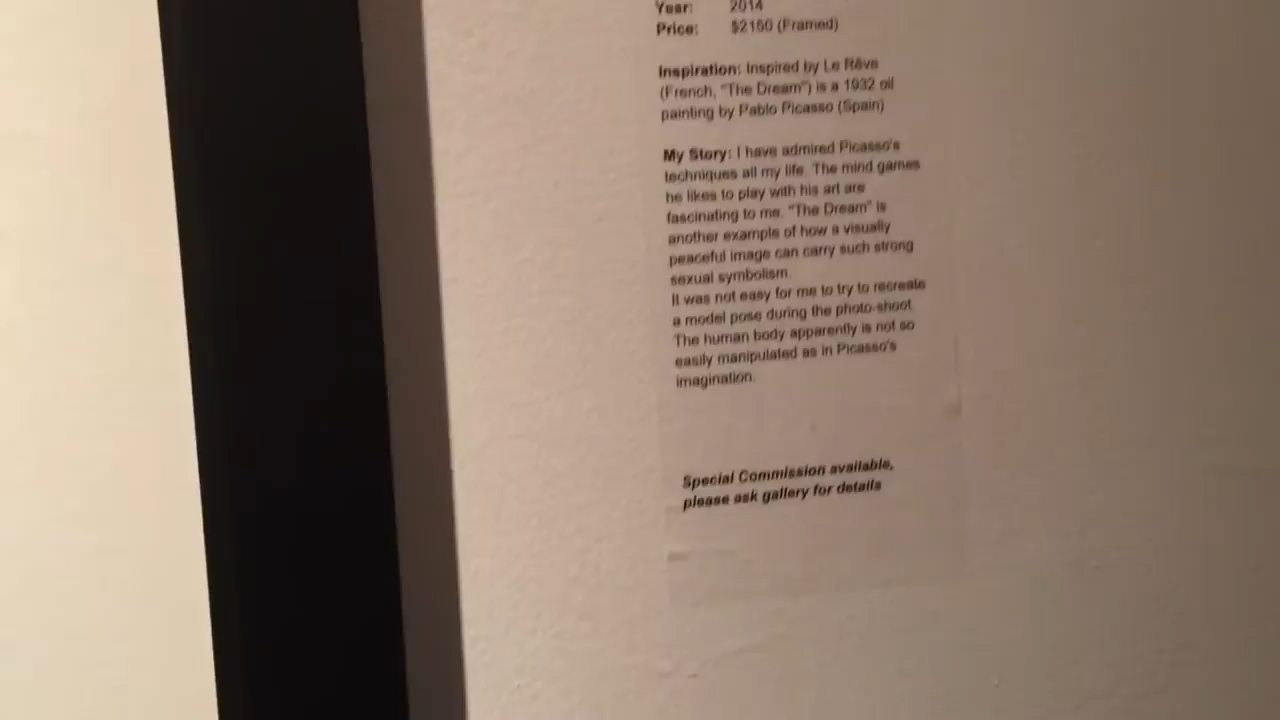 Year: 2014
Price: $2150 (Framed)
Inspiration: Inspired by Le Rêve
(French, "The Dream") is a 1932 oil
painting by Pablo Picasso (Spain)
My Story: I have admired Picasso's
techniques all my life. The mind games
he likes to play with his art are
fascinating to me. "The Dream" is
another example of how a visually
peaceful image can carry such strong
sexual symbolism.
It was not easy for me to try to recreate
a model pose during the photo-shoot.
The human body apparently is not so
easily manipulated as in Picasso's
imagination.
Special Commission available,
please ask gallery for details